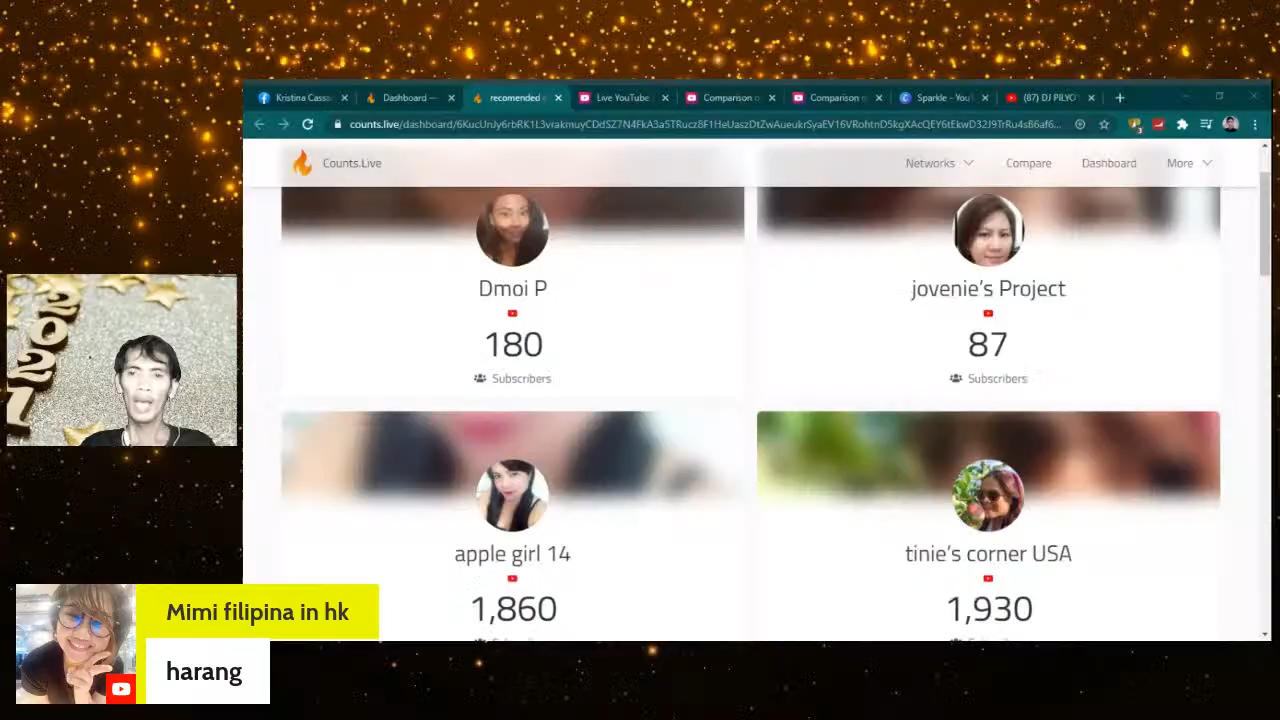 Kristina Cassa
Dashboard —
recomended
Live YouTube
Comparison o
Comparison o
Sparkle - You
(87) DJ PILYO
counts.live/dashboard/
Counts.Live
Networks
Compare
Dashboard
More
Dmoi P
180
Subscribers
jovenie's Project
87
Subscribers
apple girl 14
1,860
tinie's corner USA
1,930
2021
Mimi filipina in hk
harang